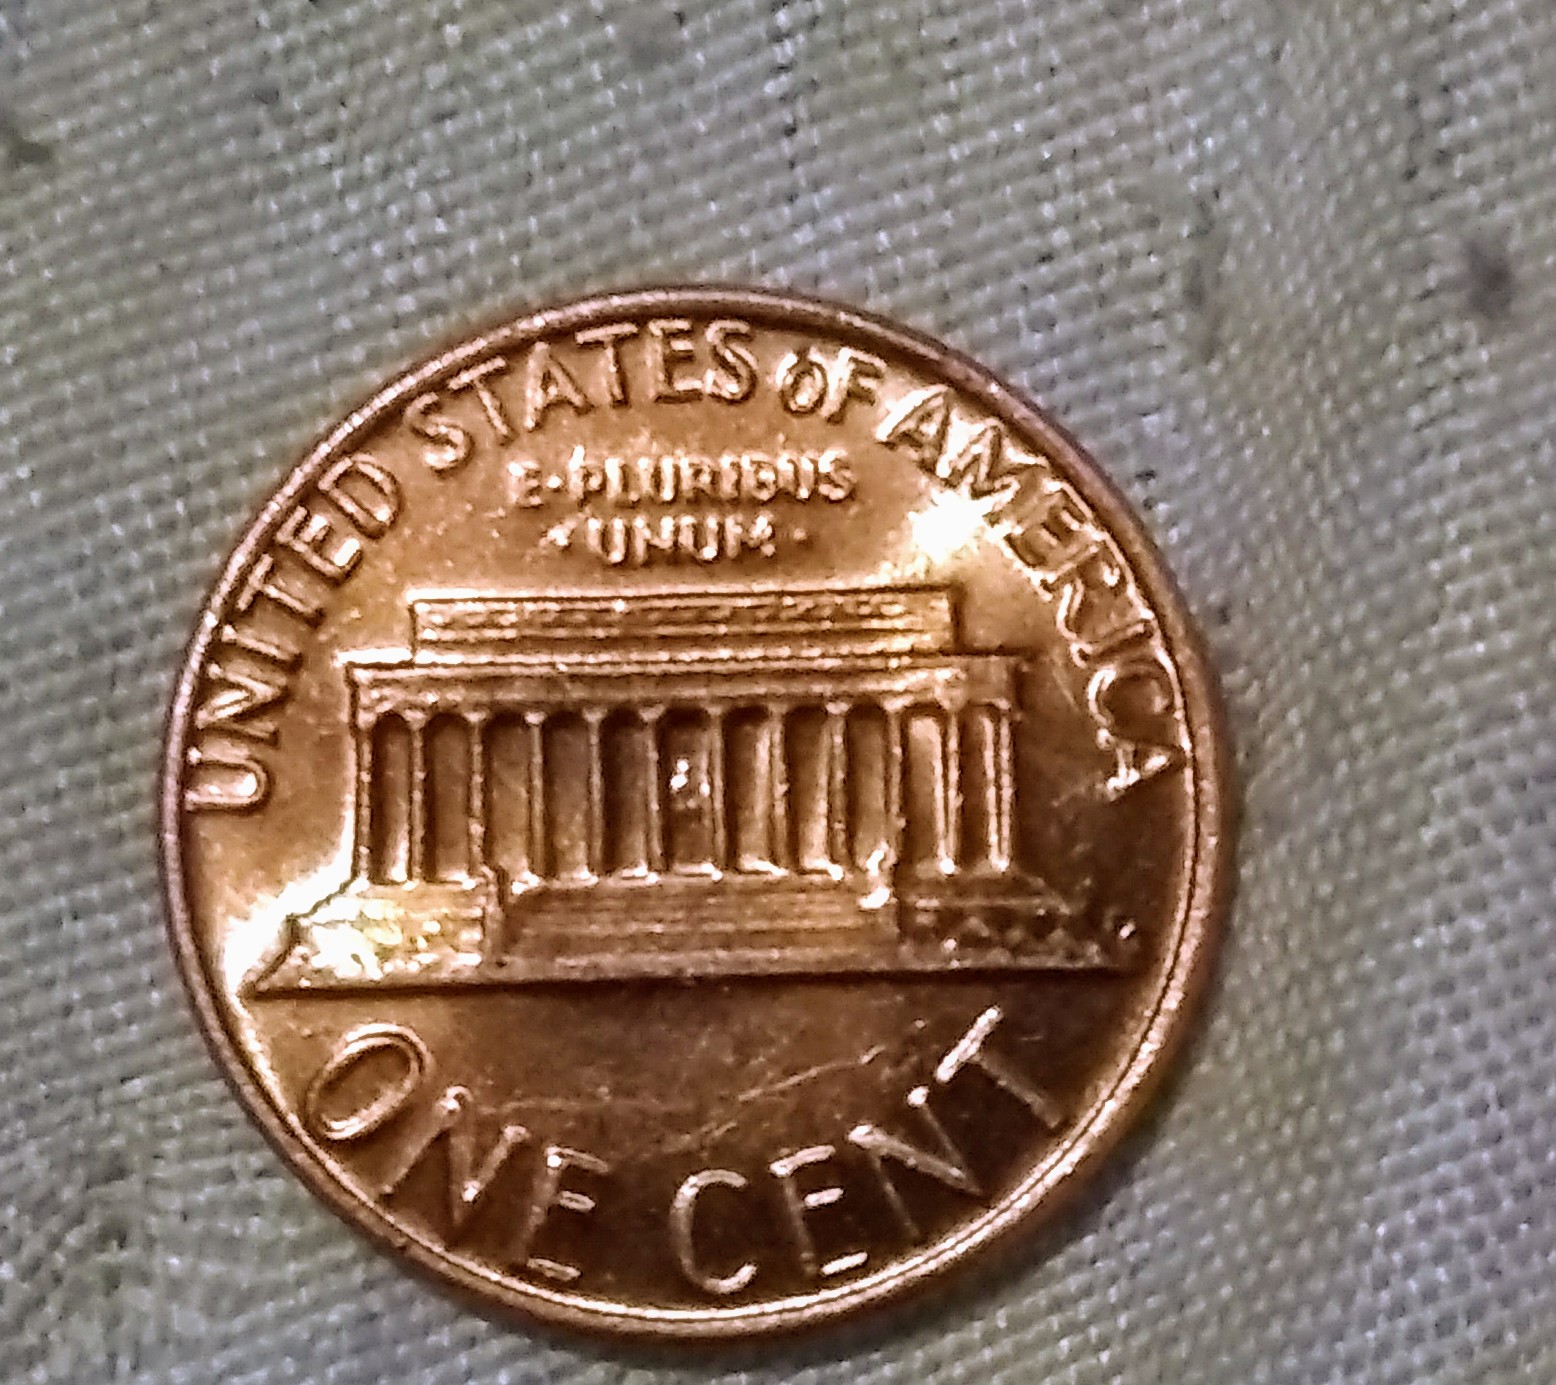 UNITED STATES OF AMERICA
E·PLURIBUS
·UNUM·
ONE CENT